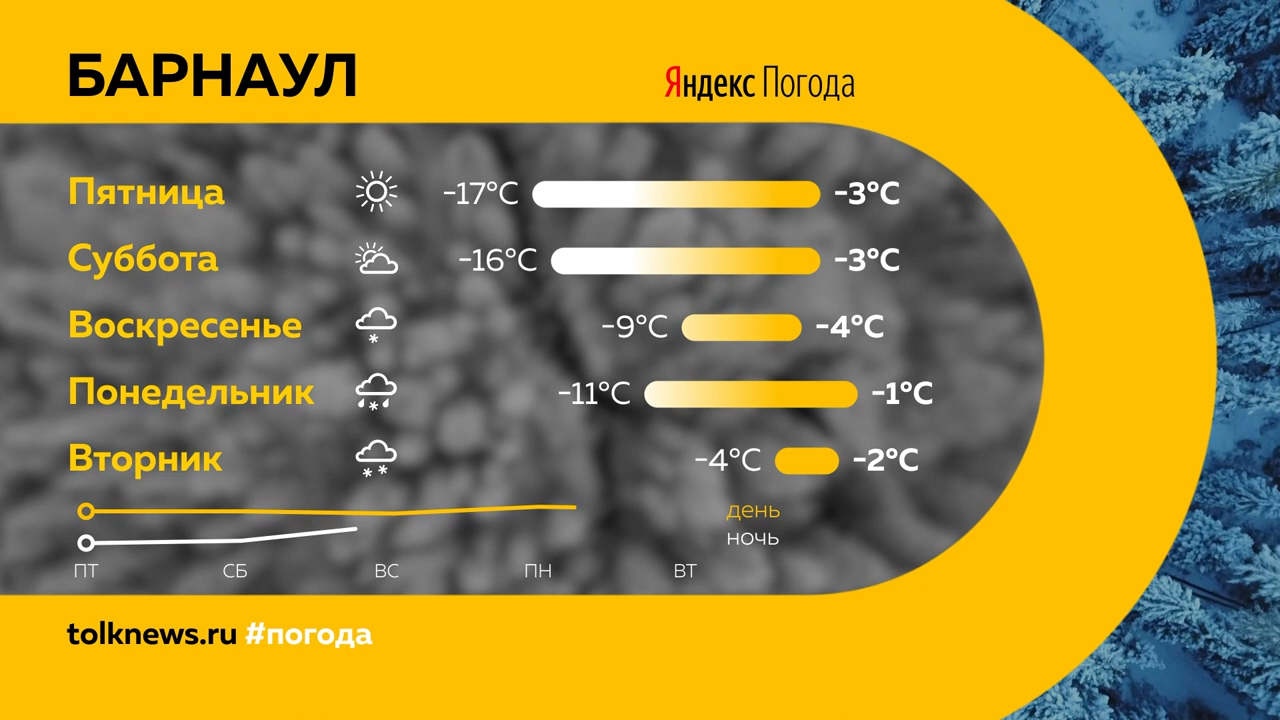 БАРНАУЛ
Яндекс Погода
Пятница -17°C -3°C
Суббота -16°C -3°C
Воскресенье -9°C -4°C
Понедельник -11°C -1°C
Вторник -4°C -2°C
день
ночь
ПТ СБ ВС ПН ВТ
tolknews.ru #погода